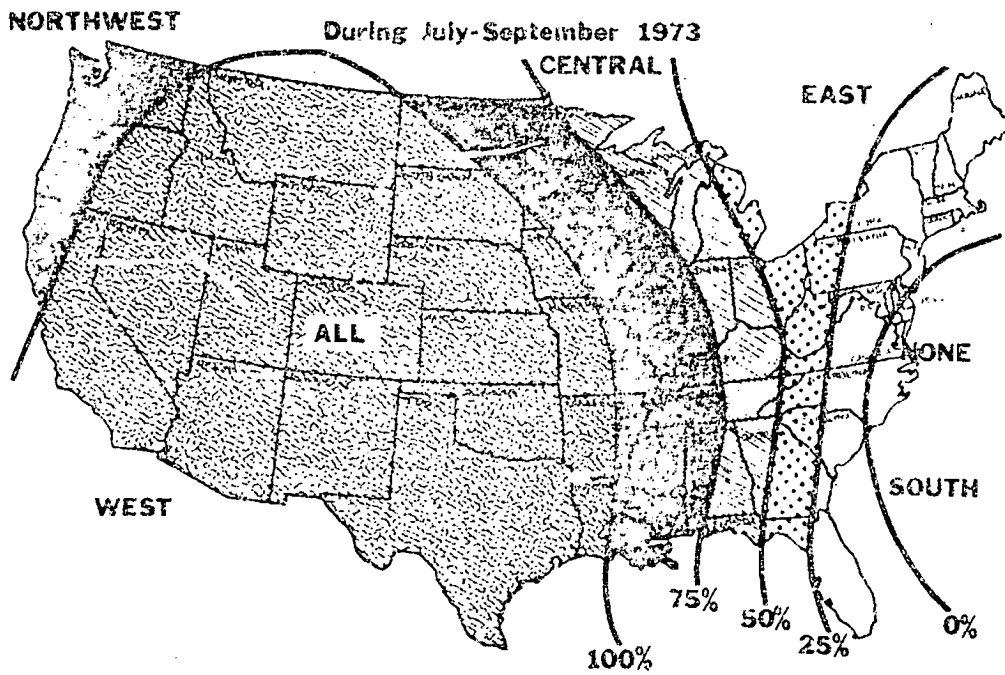 NORTHWEST
During July-September 1973
CENTRAL
EAST
ALL
NONE
WEST
SOUTH
75%
50%
25%
0%
100%